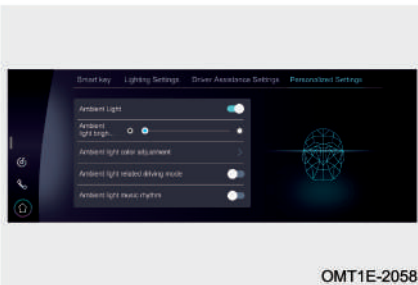 Smart key Lighting Settings Driver Assistance Settings Personalized Settings
Ambient Light
Ambient
light brigh...
Ambient light color adjustment
Ambient light related driving mode
Ambient light music rhythm
OMT1E-2058